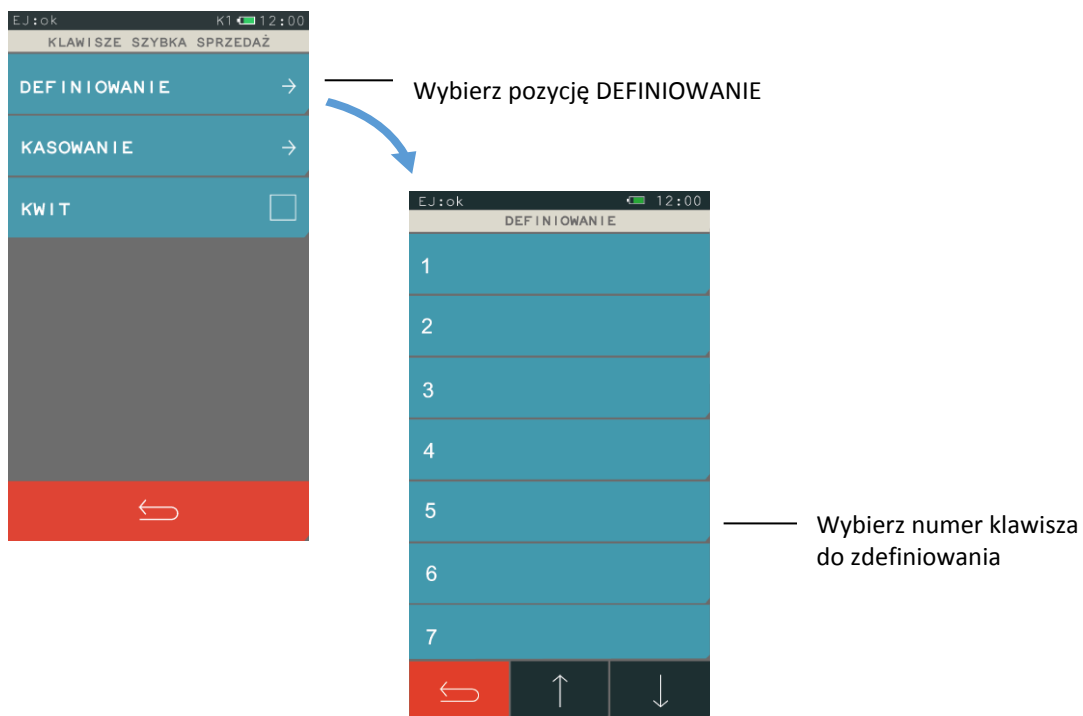 EJ:ok K1 12:00
KLAWISZE SZYBKA SPRZEDAŻ
DEFINIOWANIE
KASOWANIE
KWIT
Wybierz pozycję DEFINIOWANIE
EJ:ok 12:00
DEFINIOWANIE
1
2
3
4
5
6
7
Wybierz numer klawisza
do zdefiniowania